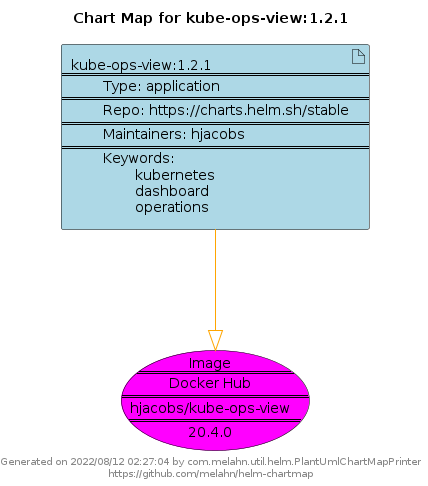 Chart Map for kube-ops-view:1.2.1
kube-ops-view:1.2.1
Type: application
Repo: https://charts.helm.sh/stable
Maintainers: hjacobs
Keywords:
kubernetes
dashboard
operations
Image
Docker Hub
hjacobs/kube-ops-view
20.4.0
Generated on 2022/08/12 02:27:04 by com.melahn.util.helm.PlantUmlChartMapPrinter
https://github.com/melahn/helm-chartmap